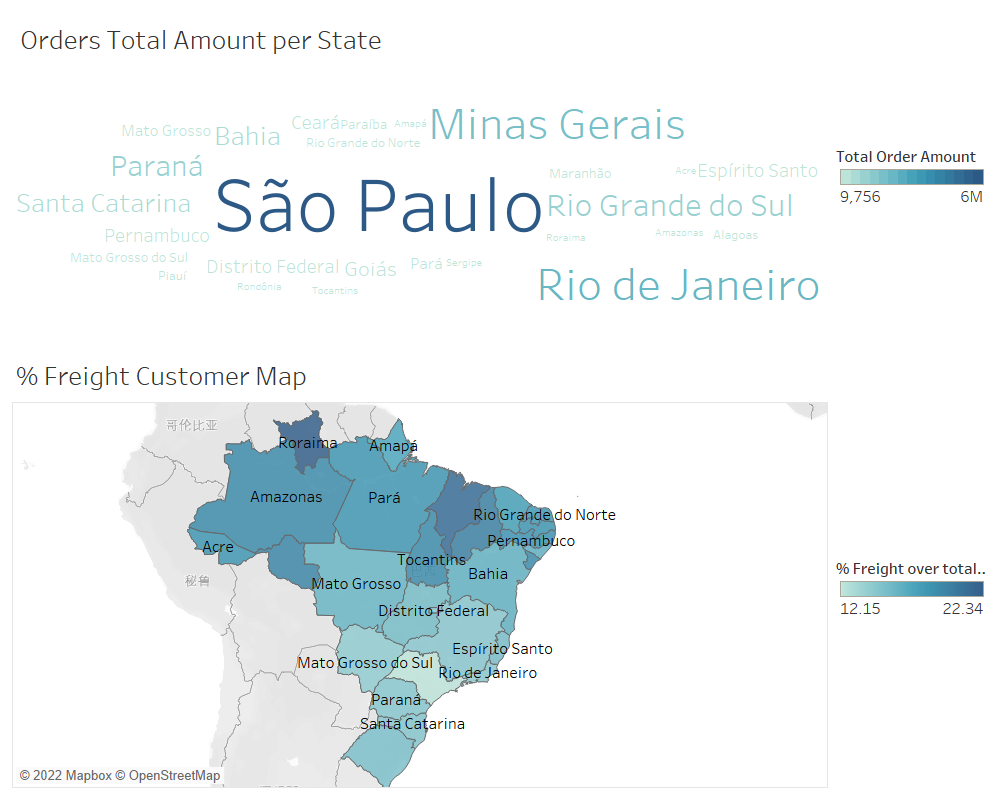 Orders Total Amount per State
Minas Gerais
Ceará
Paraíba
Amapá
Mato Grosso
Bahia
Rio Grande do Norte
Paraná
Maranhão
Acre
Espírito Santo
São Paulo
Santa Catarina
Rio Grande do Sul
Pernambuco
Roraima
Amazonas
Alagoas
Mato Grosso do Sul
Distrito Federal
Goiás
Pará
Sergipe
Piauí
Rondônia
Tocantins
Rio de Janeiro
Total Order Amount
9,756
6M
% Freight Customer Map
哥伦比亚
Roraima
Amapá
Amazonas
Pará
Rio Grande do Norte
Pernambuco
Acre
Tocantins
Bahia
秘鲁
Mato Grosso
Distrito Federal
Espírito Santo
Mato Grosso do Sul
Rio de Janeiro
Paraná
Santa Catarina
© 2022 Mapbox © OpenStreetMap
% Freight over total..
12.15
22.34